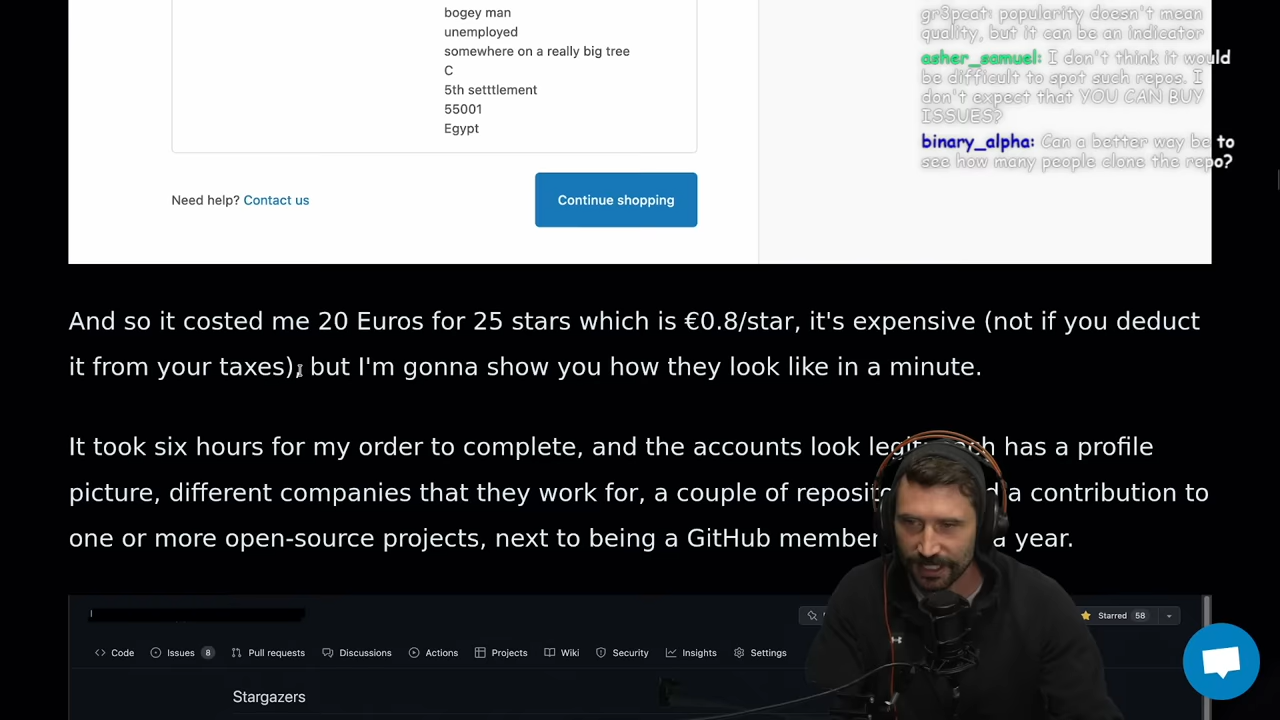 bogey man
unemployed
somewhere on a really big tree
C
5th setttlement
55001
Egypt
Need help? Contact us
Continue shopping
gr3pcat: popularity doesn't mean
quality, but it can be an indicator
asher_samuel: I don't think it would
be difficult to spot such repos. I
don't expect that YOU CAN BUY
ISSUES?
binary_alpha: Can a better way be to
see how many people clone the repo?
And so it costed me 20 Euros for 25 stars which is €0.8/star, it's expensive (not if you deduct
it from your taxes), but I'm gonna show you how they look like in a minute.
It took six hours for my order to complete, and the accounts look legit, each has a profile
picture, different companies that they work for, a couple of a contribution to
one or more open-source projects, next to being a GitHub member a year.
Starred 58
Code Issues 8 Pull requests Discussions Actions Projects Wiki Security Insights Settings
Stargazers